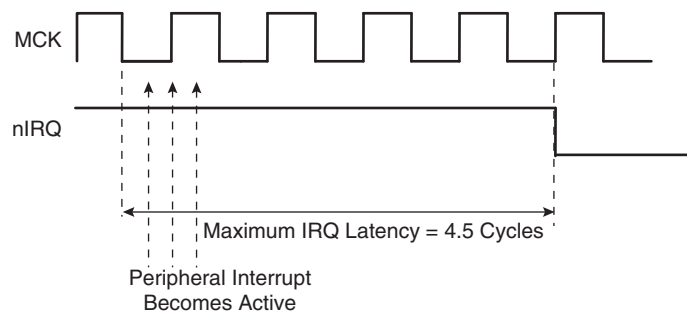 MCK
nIRQ
Maximum IRQ Latency = 4.5 Cycles
Peripheral Interrupt
Becomes Active